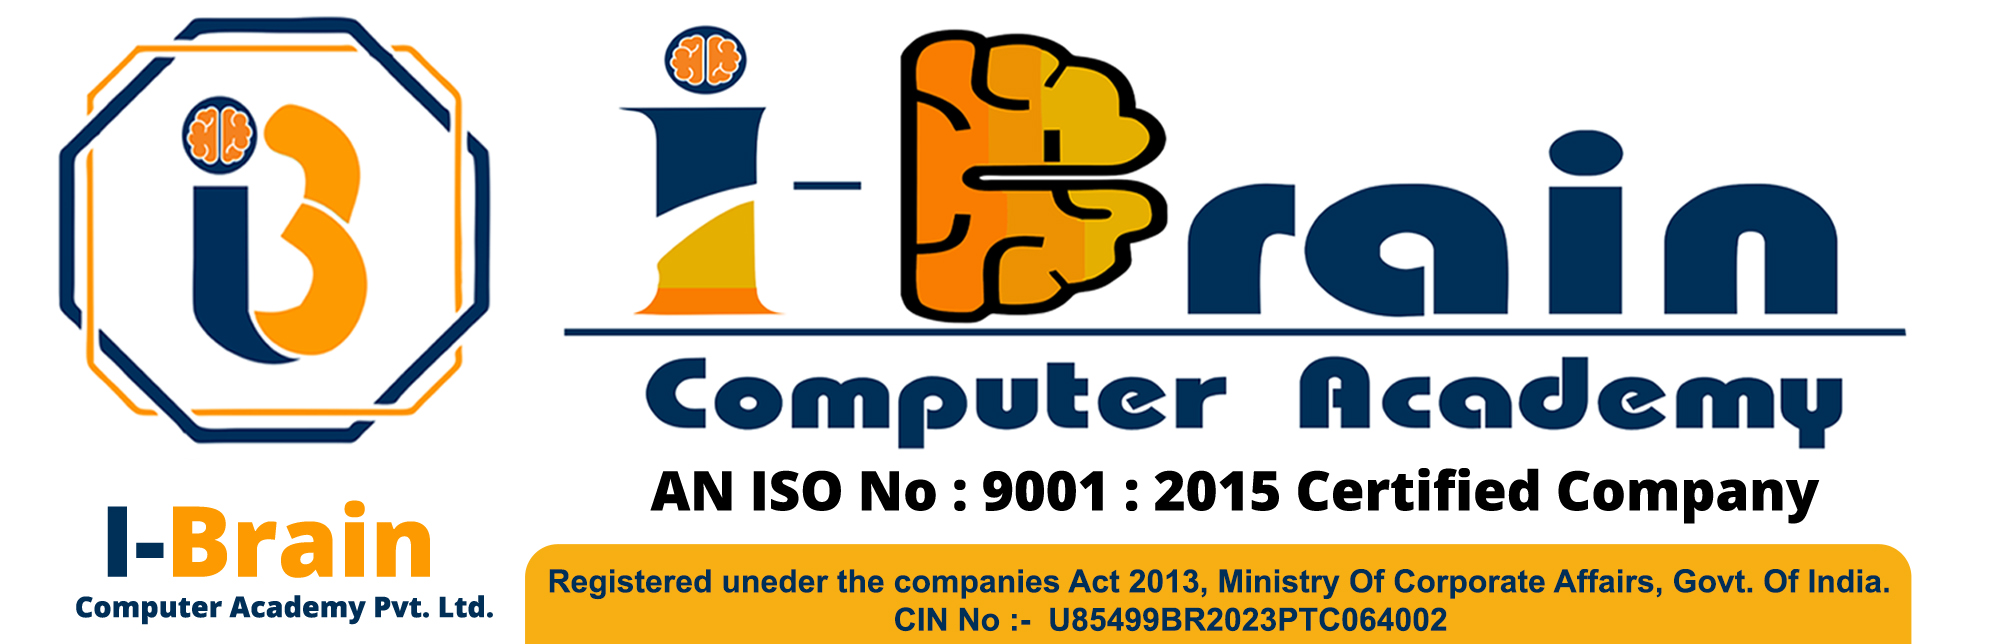 iB
I-Brain
Computer Academy Pvt. Ltd.
i-Brain
Computer Academy
AN ISO No : 9001 : 2015 Certified Company
Registered uneder the companies Act 2013, Ministry Of Corporate Affairs, Govt. Of India.
CIN No :- U85499BR2023PTC064002